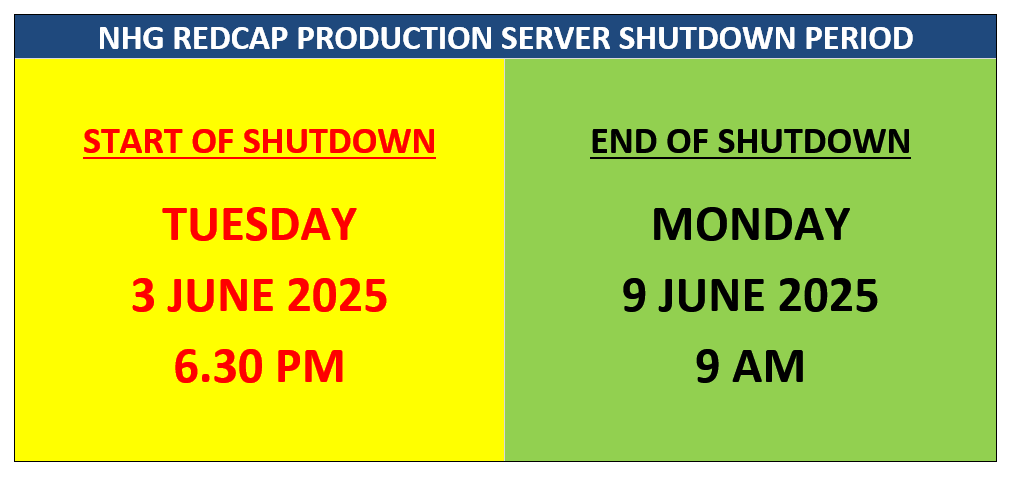 NHG REDCAP PRODUCTION SERVER SHUTDOWN PERIOD
START OF SHUTDOWN
TUESDAY
3 JUNE 2025
6.30 PM
END OF SHUTDOWN
MONDAY
9 JUNE 2025
9 AM